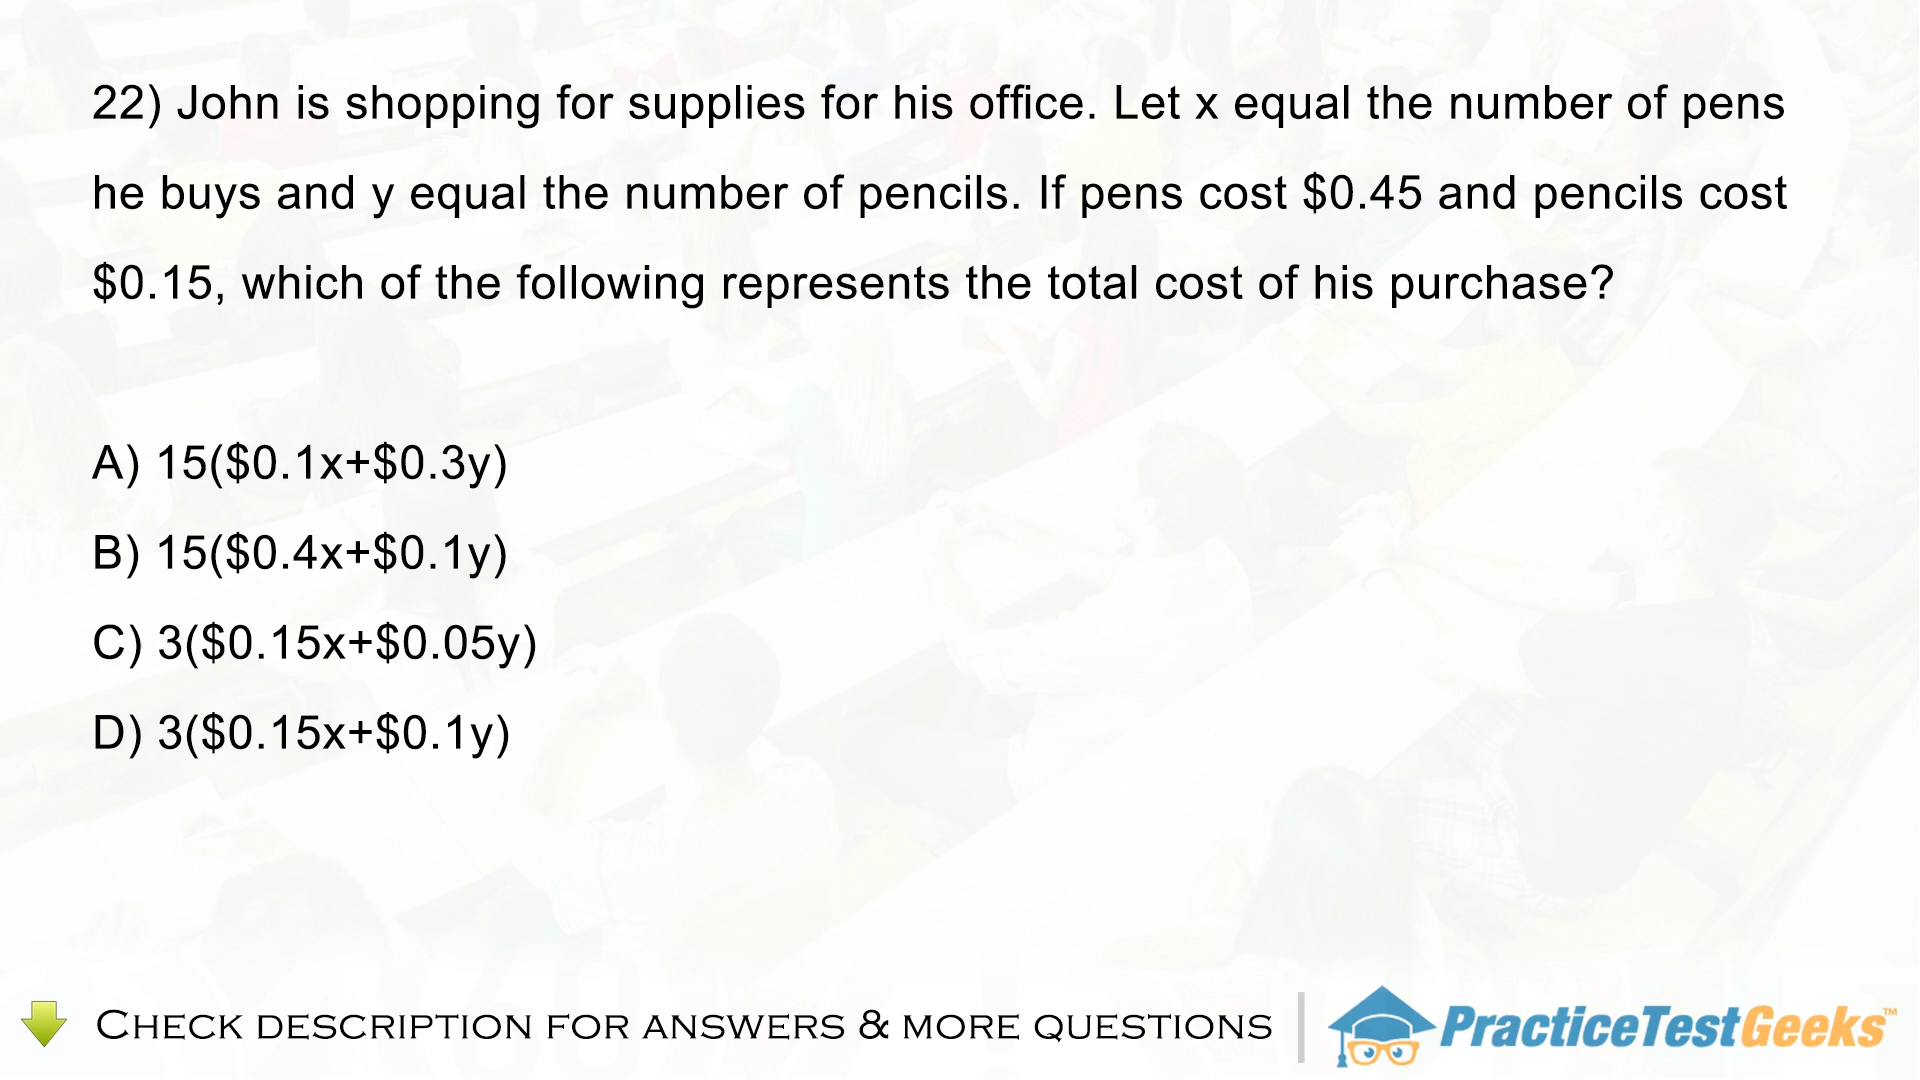 22) John is shopping for supplies for his office. Let x equal the number of pens
he buys and y equal the number of pencils. If pens cost $0.45 and pencils cost
$0.15, which of the following represents the total cost of his purchase?
A) 15($0.1x+$0.3y)
B) 15($0.4x+$0.1y)
C) 3($0.15x+$0.05y)
D) 3($0.15x+$0.1y)
CHECK DESCRIPTION FOR ANSWERS & MORE QUESTIONS
PracticeTestGeeks™